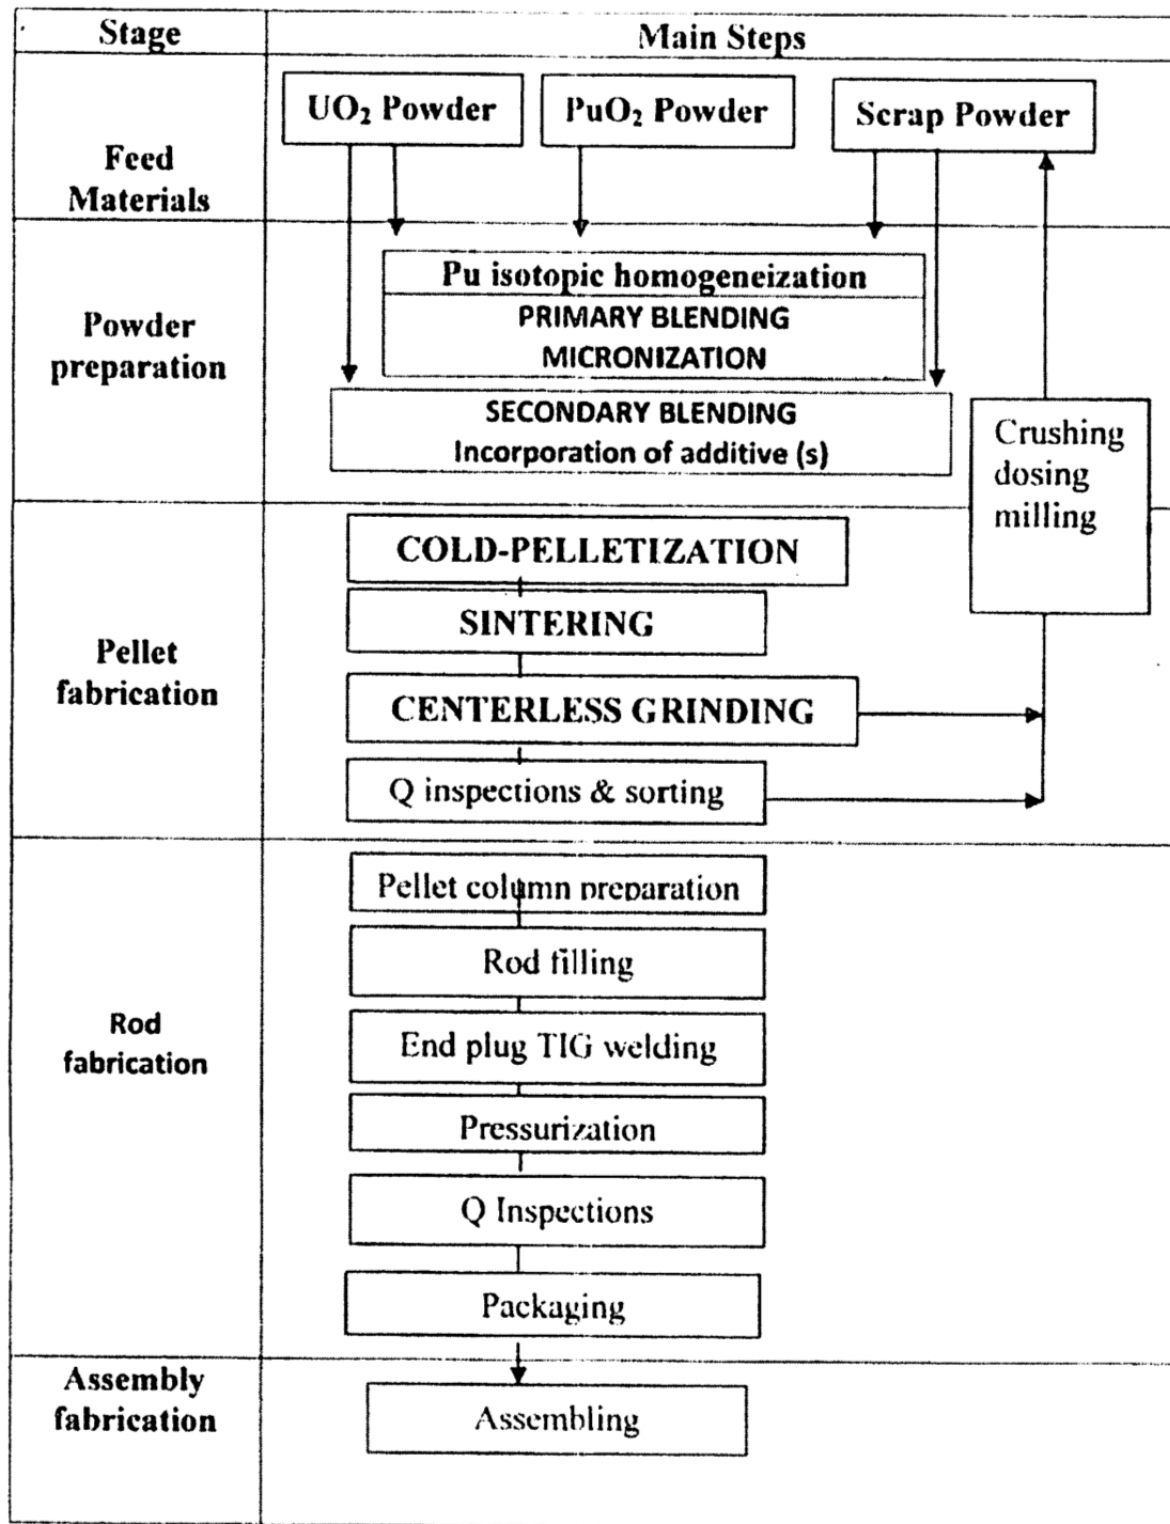 Stage
Main Steps
UO₂ Powder
PuO₂ Powder
Scrap Powder
Feed
Materials
Pu isotopic homogeneization
PRIMARY BLENDING
MICRONIZATION
Powder
preparation
SECONDARY BLENDING
Incorporation of additive (s)
Crushing
dosing
milling
COLD-PELLETIZATION
SINTERING
Pellet
fabrication
CENTERLESS GRINDING
Q inspections & sorting
Pellet column preparation
Rod filling
Rod
fabrication
End plug TIG welding
Pressurization
Q Inspections
Packaging
Assembly
fabrication
Assembling